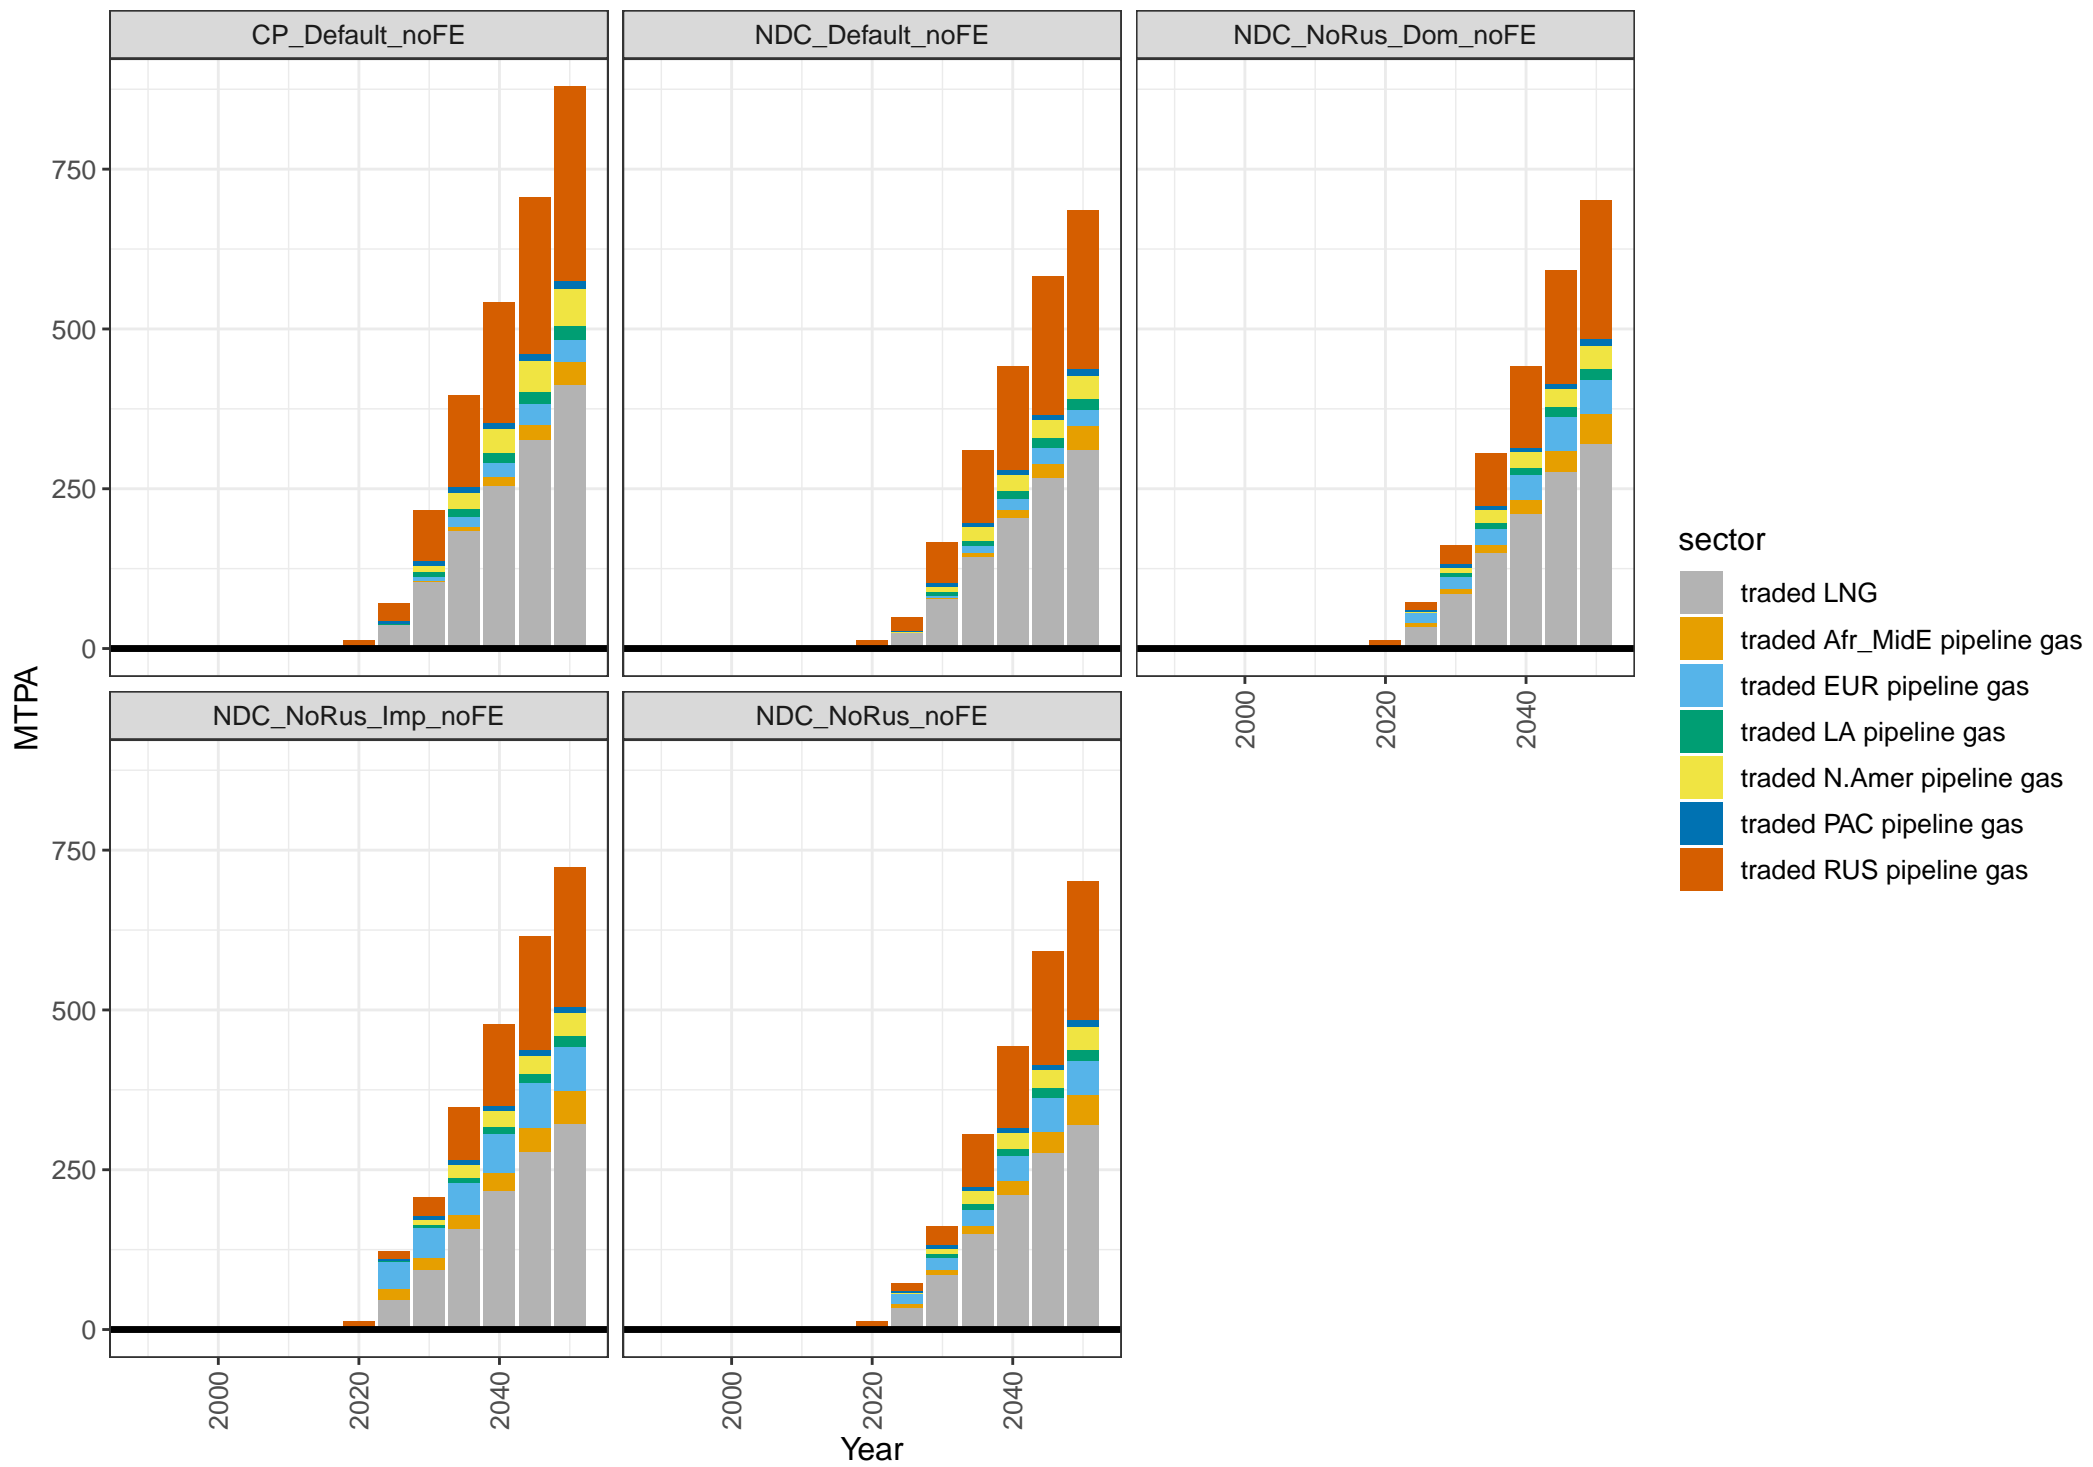 CP_Default_noFE
NDC_Default_noFE
NDC_NoRus_Dom_noFE
750
500
250
0
2000
2020
2040
MTPA
NDC_NoRus_Imp_noFE
NDC_NoRus_noFE
750
500
250
0
2000
2020
2040
2000
2020
2040
Year
sector
traded LNG
traded Afr_MidE pipeline gas
traded EUR pipeline gas
traded LA pipeline gas
traded N.Amer pipeline gas
traded PAC pipeline gas
traded RUS pipeline gas